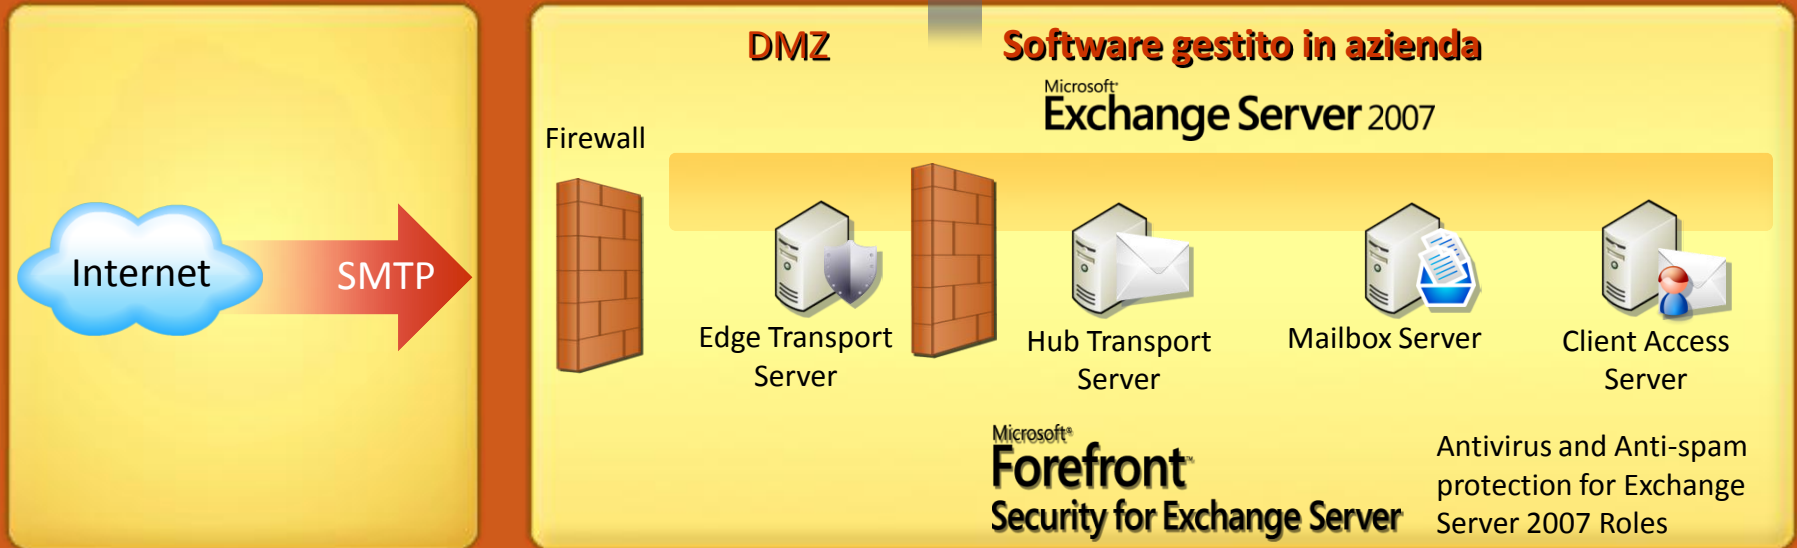 DMZ
Software gestito in azienda
Microsoft®
Exchange Server 2007
Firewall
Internet
SMTP
Edge Transport
Server
Hub Transport
Server
Mailbox Server
Client Access
Server
Microsoft®
Forefront™
Security for Exchange Server
Antivirus and Anti-spam
protection for Exchange
Server 2007 Roles